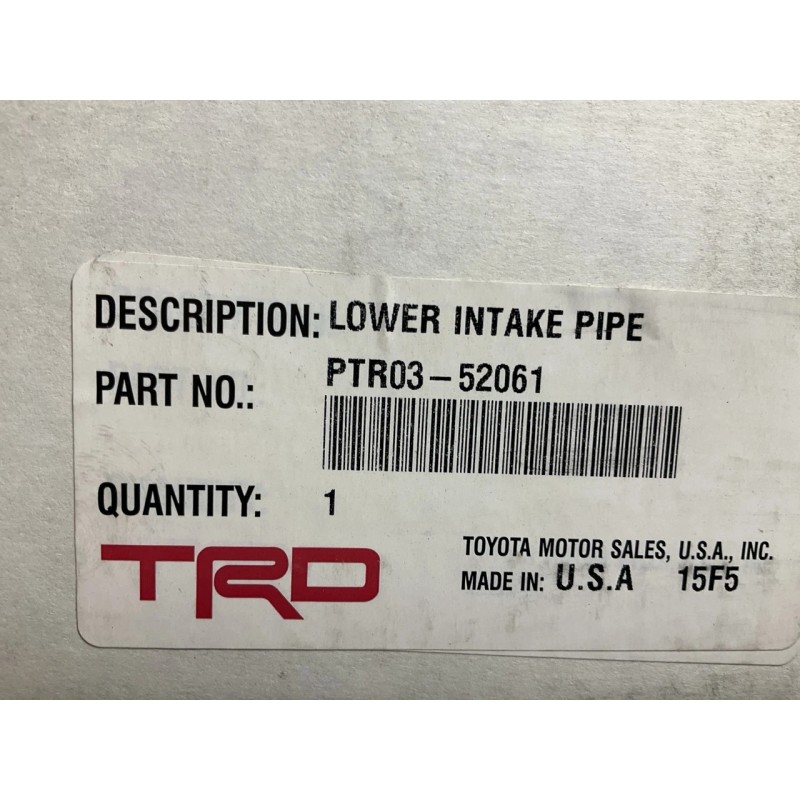 DESCRIPTION: LOWER INTAKE PIPE
PART NO.: PTR03-52061
QUANTITY: 1
TRD
TOYOTA MOTOR SALES, U.S.A., INC.
MADE IN: U.S.A 15F5